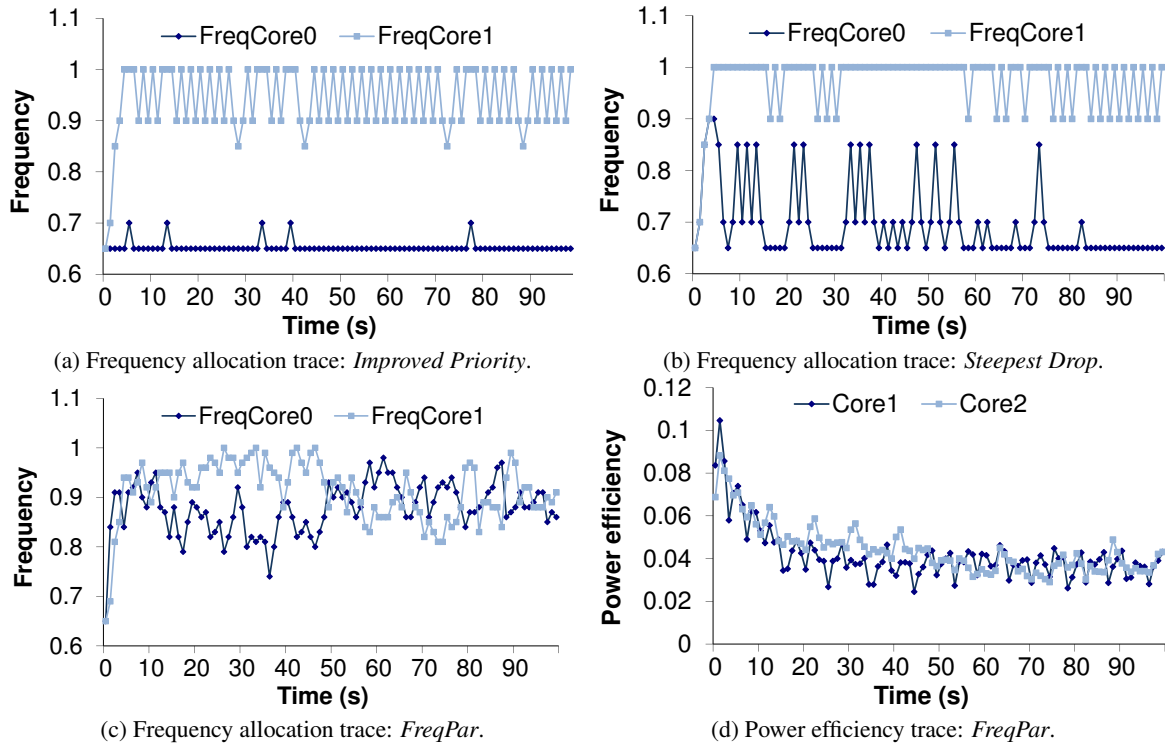 1.1
FreqCore0 FreqCore1
1
0.9
0.8
0.7
0.6
Frequency
0 10 20 30 40 50 60 70 80 90
Time (s)
(a) Frequency allocation trace: Improved Priority.
1.1
FreqCore0 FreqCore1
1
0.9
0.8
0.7
0.6
Frequency
0 10 20 30 40 50 60 70 80 90
Time (s)
(b) Frequency allocation trace: Steepest Drop.
1.1
FreqCore0 FreqCore1
1
0.9
0.8
0.7
0.6
Frequency
0 10 20 30 40 50 60 70 80 90
Time (s)
(c) Frequency allocation trace: FreqPar.
0.12
Core1 Core2
0.1
0.08
0.06
0.04
0.02
0
Power efficiency
0 10 20 30 40 50 60 70 80 90
Time (s)
(d) Power efficiency trace: FreqPar.